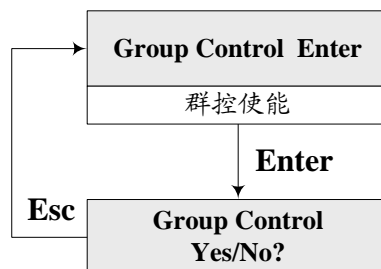 Group Control Enter
群控使能
Enter
Esc
Group Control
Yes/No?